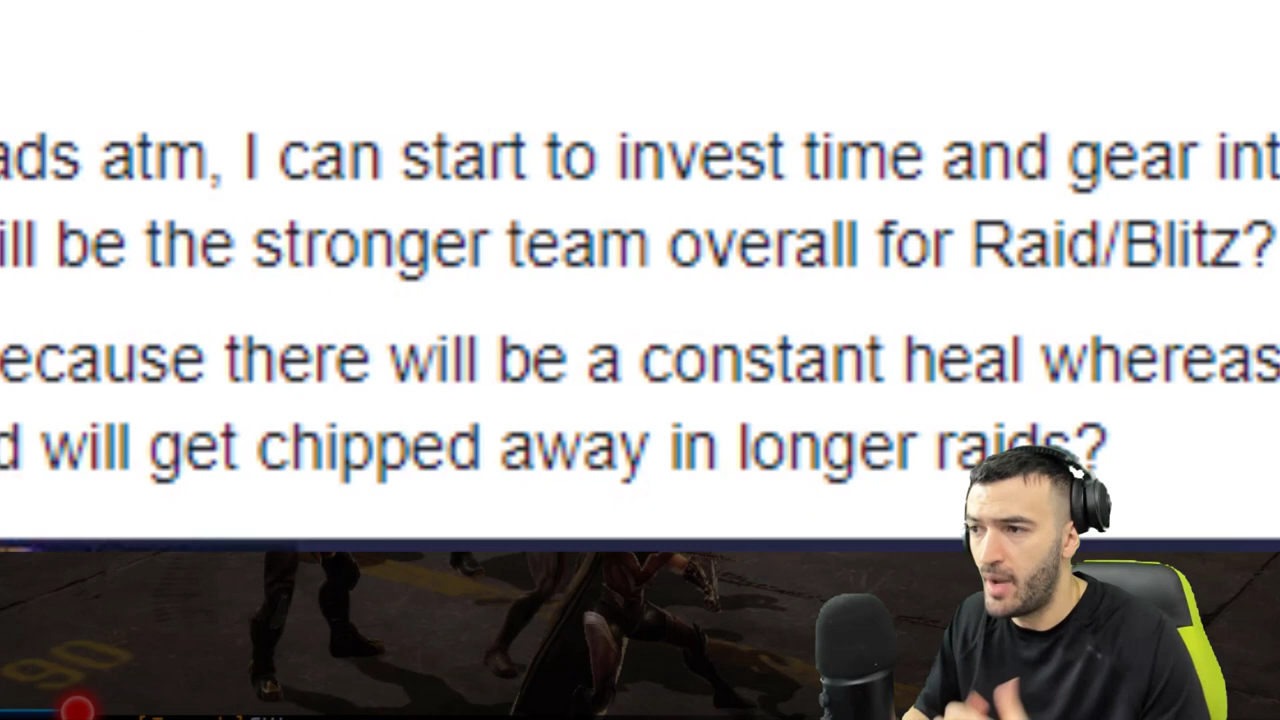 ads atm, I can start to invest time and gear int
ill be the stronger team overall for Raid/Blitz?
ecause there will be a constant heal whereas
d will get chipped away in longer raids?
90